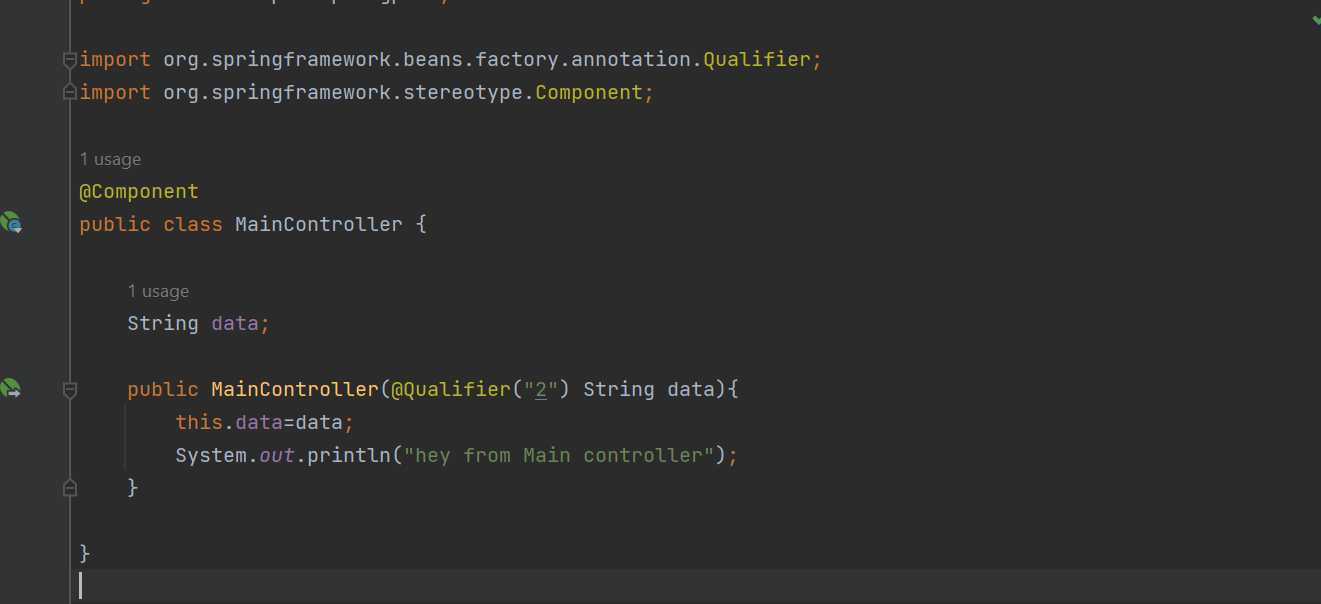 import org.springframework.beans.factory.annotation.Qualifier;
import org.springframework.stereotype.Component;
1 usage
@Component
public class MainController {
1 usage
String data;
public MainController(@Qualifier("2") String data){
this.data=data;
System.out.println("hey from Main controller");
}
}